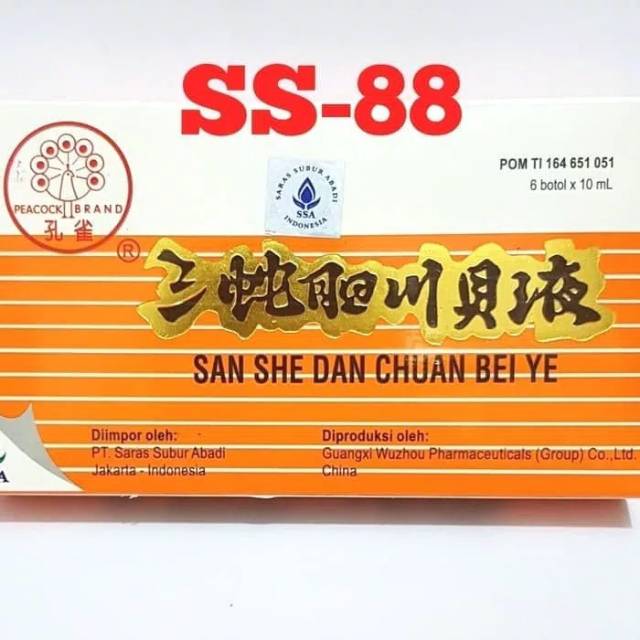 SS-88
POM TI 164 651 051
6 botol x 10 mL
PEACOCK BRAND
孔雀
®
SARAS SUBUR ABADI
SSA
INDONESIA
三蛇胆川贝液
SAN SHE DAN CHUAN BEI YE
Diimpor oleh:
PT. Saras Subur Abadi
Jakarta - Indonesia
Diproduksi oleh:
Guangxi Wuzhou Pharmaceuticals (Group) Co.,Ltd.
China